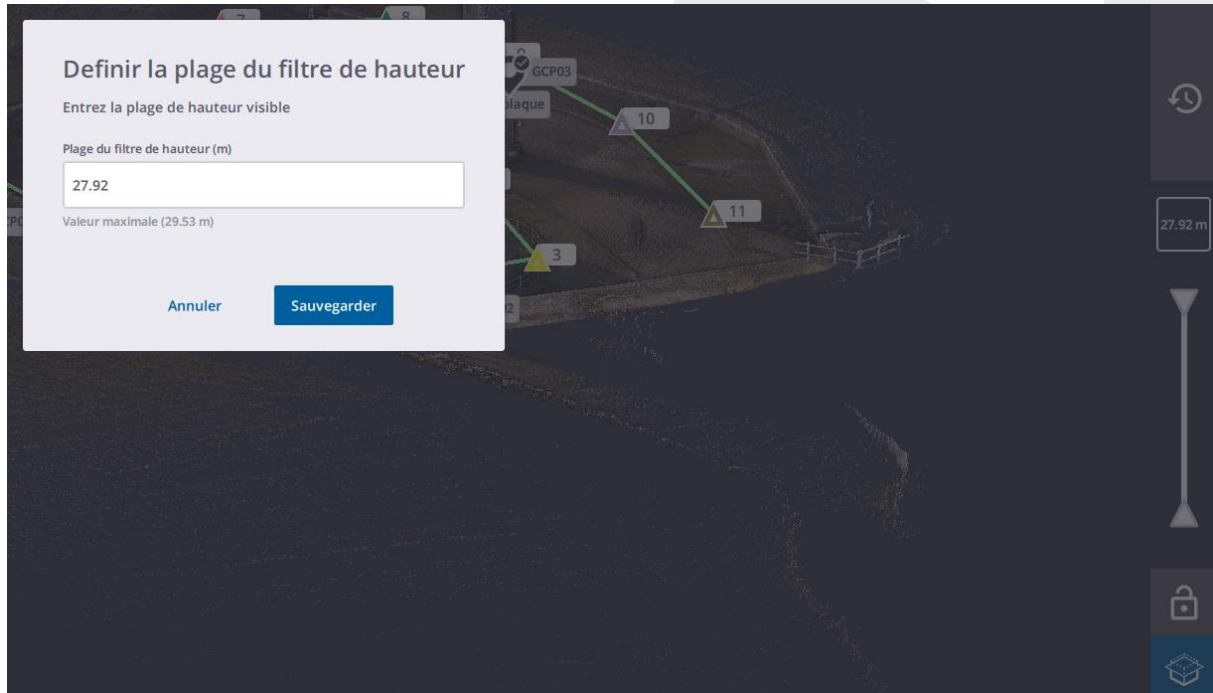 7
8
Definir la plage du filtre de hauteur
Entrez la plage de hauteur visible
Plage du filtre de hauteur (m)
27.92
Valeur maximale (29.53 m)
Annuler
Sauvegarder
GCP03
plaque
10
11
3
27.92 m